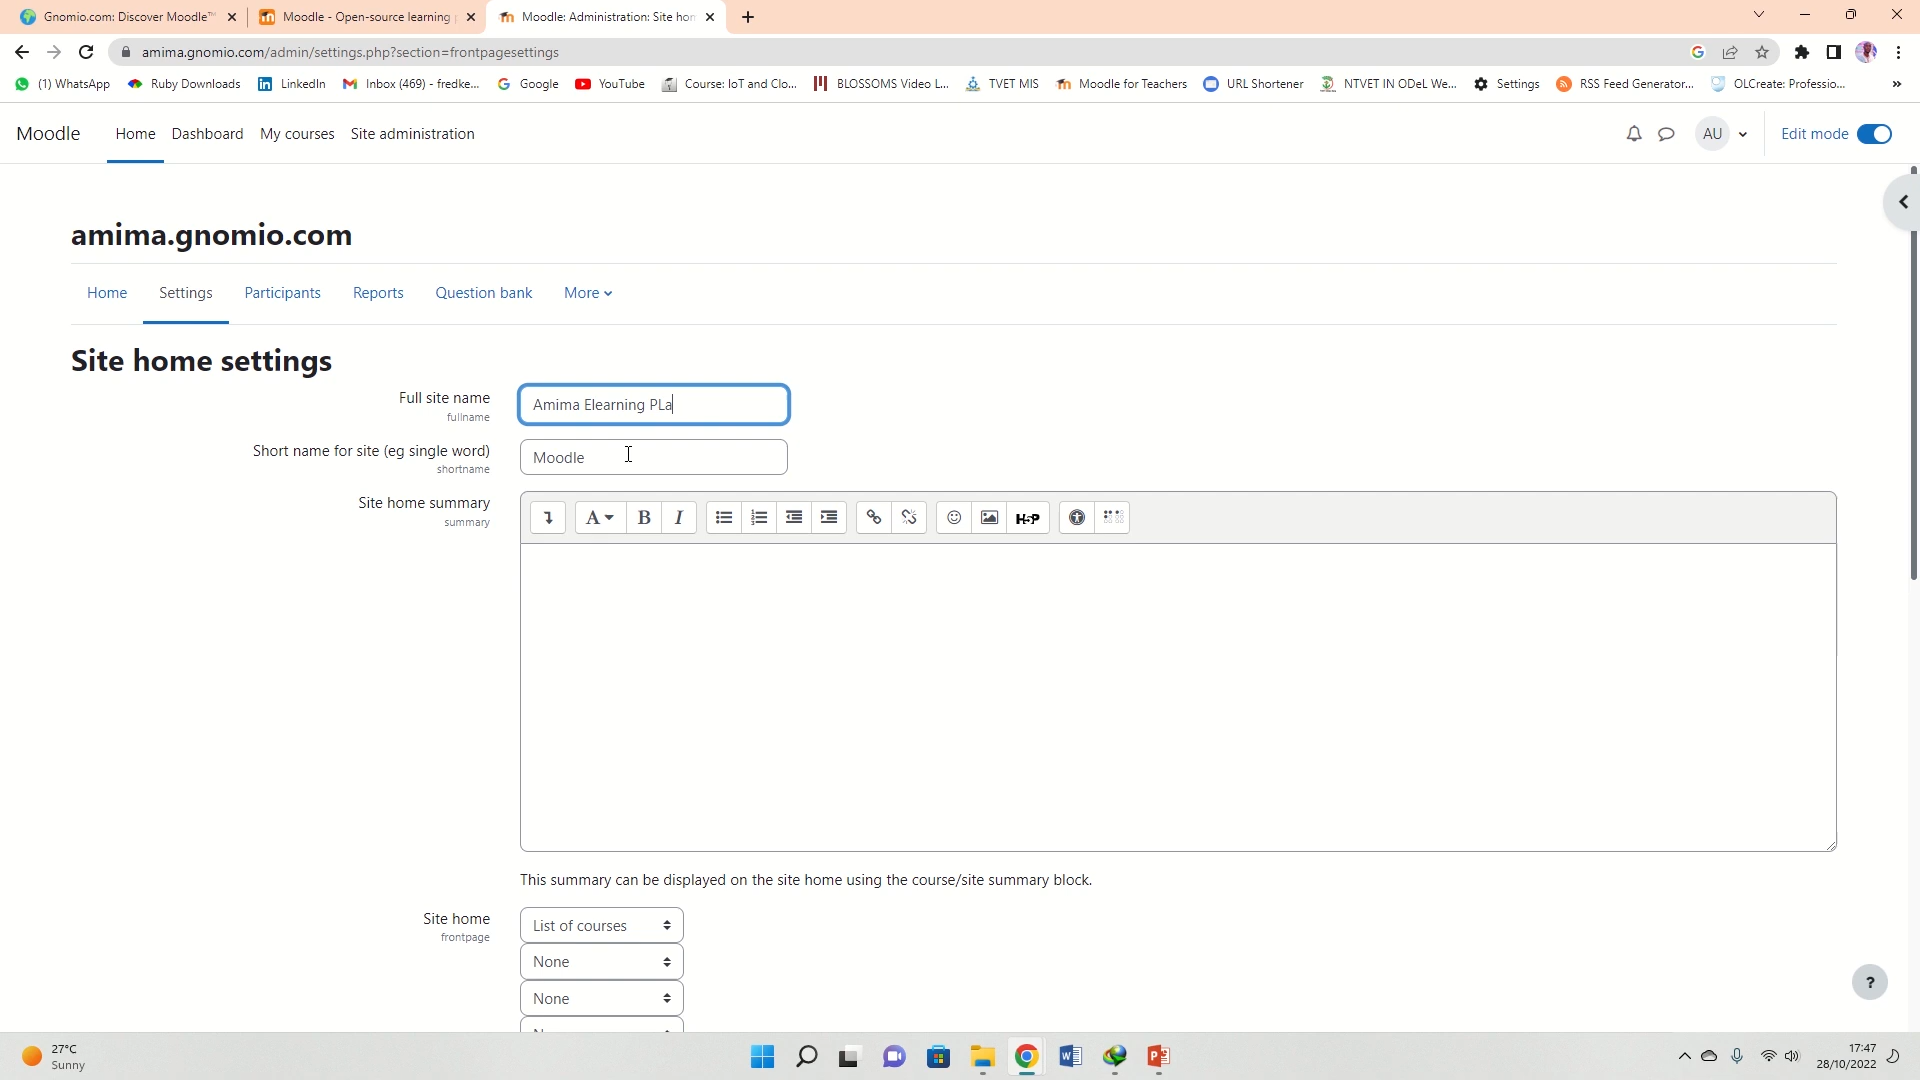 Gnomio.com: Discover Moodle™
Moodle - Open-source learning p
Moodle: Administration: Site hom
amima.gnomio.com/admin/settings.php?section=frontpagesettings
(1) WhatsApp
Ruby Downloads
LinkedIn
Inbox (469) - fredke...
Google
YouTube
Course: IoT and Clo...
BLOSSOMS Video L...
TVET MIS
Moodle for Teachers
URL Shortener
NTVET IN ODeL We...
Settings
RSS Feed Generator...
OLCreate: Professio...
»
Moodle
Home
Dashboard
My courses
Site administration
AU
Edit mode
amima.gnomio.com
Home
Settings
Participants
Reports
Question bank
More
Site home settings
Full site name
fullname
Amima Elearning PLa
Short name for site (eg single word)
shortname
Moodle
Site home summary
summary
A
B
I
H5P
This summary can be displayed on the site home using the course/site summary block.
Site home
frontpage
List of courses
None
None
?
27°C
Sunny
17:47
28/10/2022